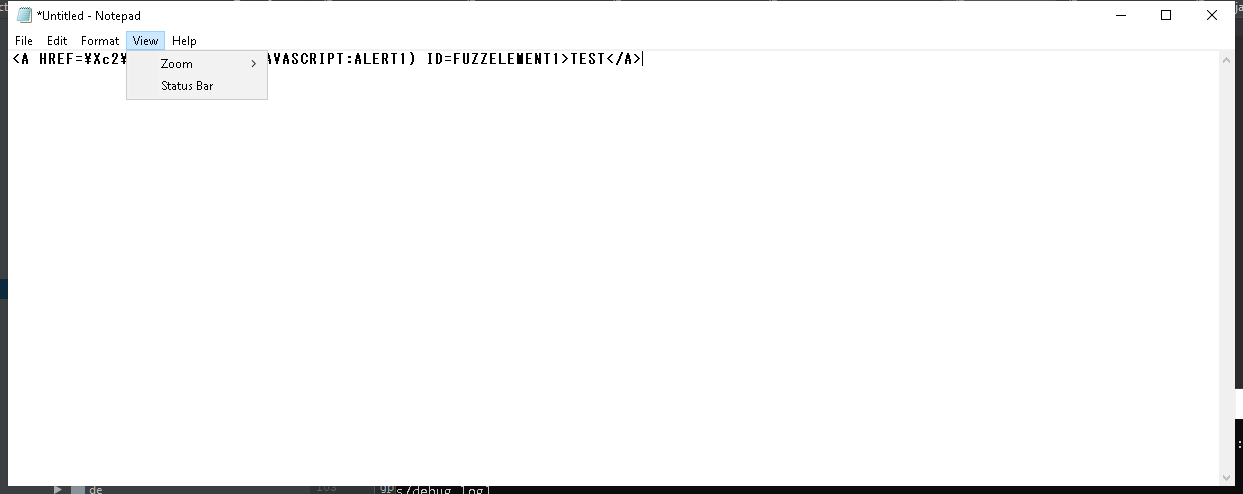 *Untitled - Notepad
File Edit Format View Help
<A HREF=¥Xc2¥ AVASCRIPT:ALERT1) ID=FUZZELEMENT1>TEST</A>
Zoom
Status Bar
de
103
s/debug.log]